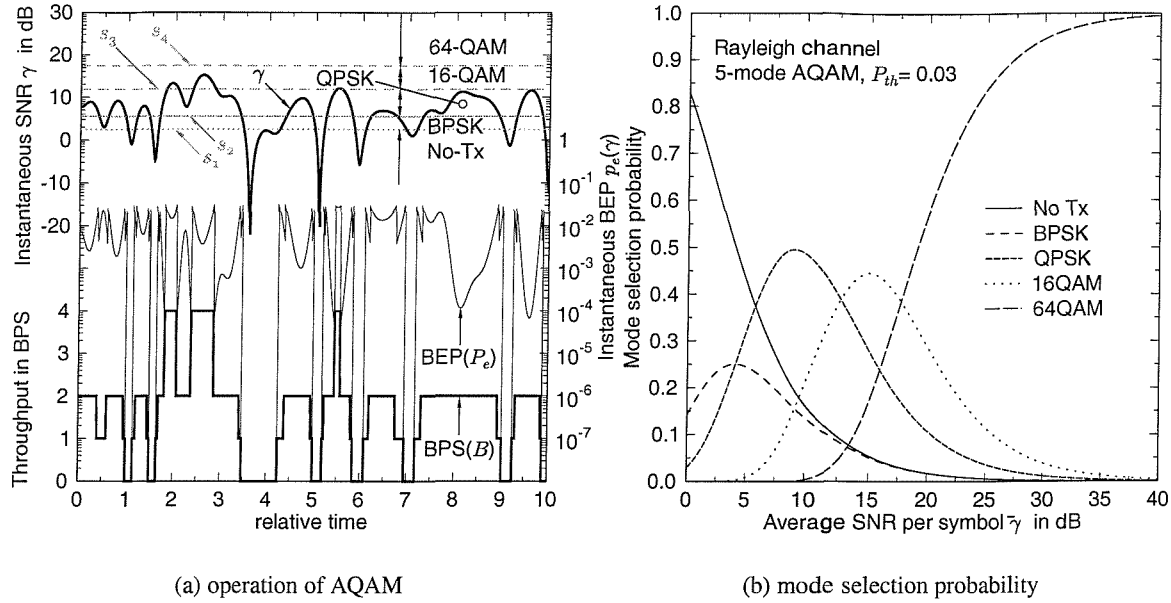 Instantaneous SNR γ in dB
Throughput in BPS
30
20
10
0
-10
-20
4
3
2
1
0
s₃
s₄
s₂
s₁
γ
64-QAM
16-QAM
QPSK
BPSK
No-Tx
BEP(Pₑ)
BPS(B)
1
10⁻¹
10⁻²
10⁻³
10⁻⁴
10⁻⁵
10⁻⁶
10⁻⁷
Instantaneous BEP pₑ(γ)
0 1 2 3 4 5 6 7 8 9 10
relative time
(a) operation of AQAM
Mode selection probability
1.0
0.9
0.8
0.7
0.6
0.5
0.4
0.3
0.2
0.1
0.0
Rayleigh channel
5-mode AQAM, Pₜₕ= 0.03
No Tx
BPSK
QPSK
16QAM
64QAM
0 5 10 15 20 25 30 35 40
Average SNR per symbol γ̄ in dB
(b) mode selection probability